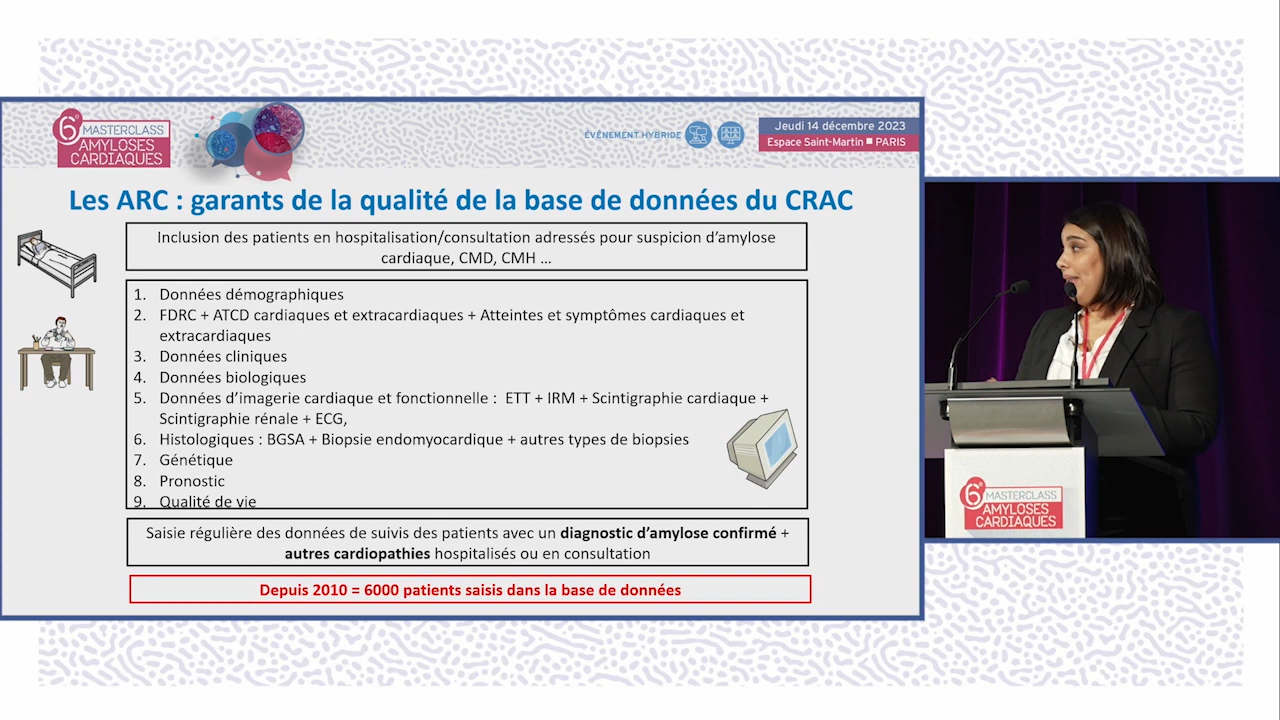 6e
MASTERCLASS
AMYLOSES
CARDIAQUES
ÉVÉNEMENT HYBRIDE
Jeudi 14 décembre 2023
Espace Saint-Martin ■ PARIS
Les ARC : garants de la qualité de la base de données du CRAC
Inclusion des patients en hospitalisation/consultation adressés pour suspicion d’amylose
cardiaque, CMD, CMH ...
1. Données démographiques
2. FDRC + ATCD cardiaques et extracardiaques + Atteintes et symptômes cardiaques et
extracardiaques
3. Données cliniques
4. Données biologiques
5. Données d’imagerie cardiaque et fonctionnelle : ETT + IRM + Scintigraphie cardiaque +
Scintigraphie rénale + ECG,
6. Histologiques : BGSA + Biopsie endomyocardique + autres types de biopsies
7. Génétique
8. Pronostic
9. Qualité de vie
Saisie régulière des données de suivis des patients avec un diagnostic d’amylose confirmé +
autres cardiopathies hospitalisés ou en consultation
Depuis 2010 = 6000 patients saisis dans la base de données
6e
MASTERCLASS
AMYLOSES
CARDIAQUES